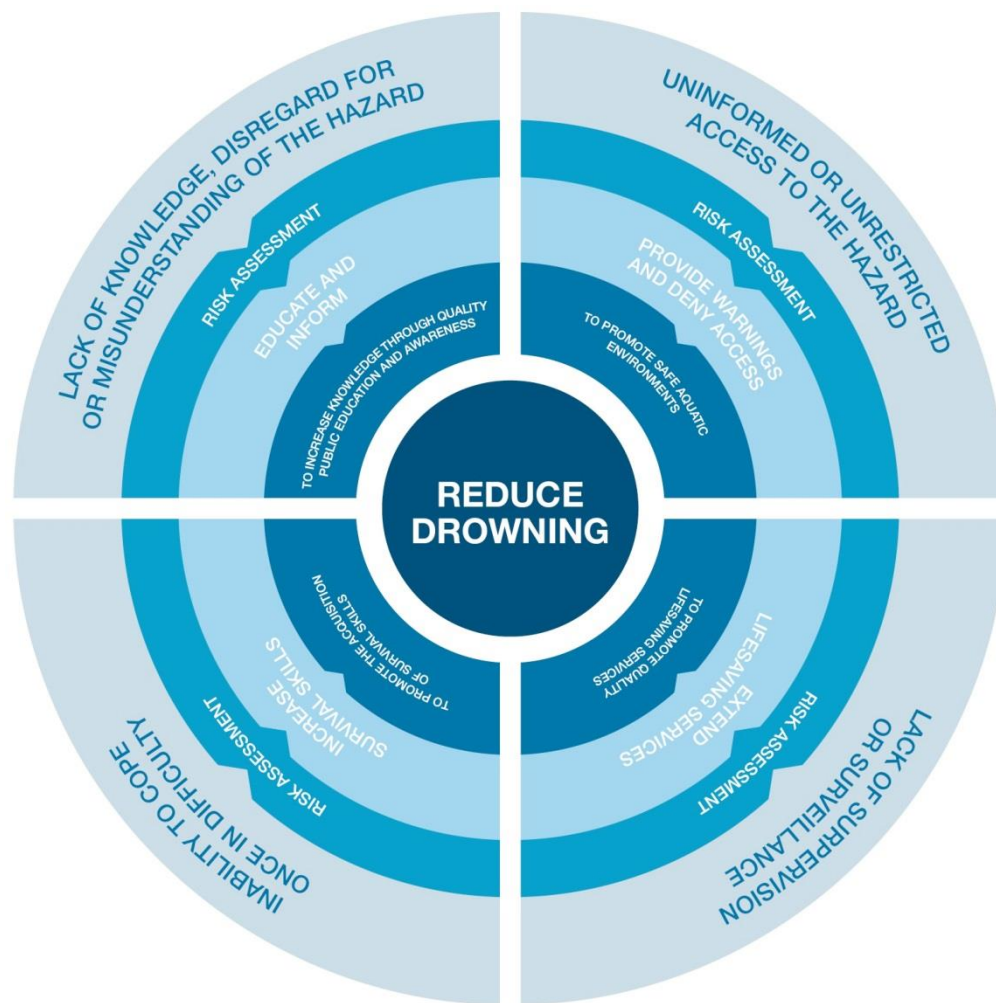 LACK OF KNOWLEDGE, DISREGARD FOR
OR MISUNDERSTANDING OF THE HAZARD
RISK ASSESSMENT
EDUCATE AND
INFORM
TO INCREASE KNOWLEDGE THROUGH QUALITY
PUBLIC EDUCATION AND AWARENESS
UNINFORMED OR UNRESTRICTED
ACCESS TO THE HAZARD
RISK ASSESSMENT
PROVIDE WARNINGS
AND DENY ACCESS
TO PROMOTE SAFE AQUATIC
ENVIRONMENTS
REDUCE
DROWNING
INABILITY TO COPE
ONCE IN DIFFICULTY
RISK ASSESSMENT
INCREASE
SURVIVAL SKILLS
TO PROMOTE THE ACQUISITION
OF SURVIVAL SKILLS
LACK OF SURPERVISION
OR SURVEILLANCE
RISK ASSESSMENT
EXTEND
LIFESAVING SERVICES
TO PROMOTE QUALITY
LIFESAVING SERVICES